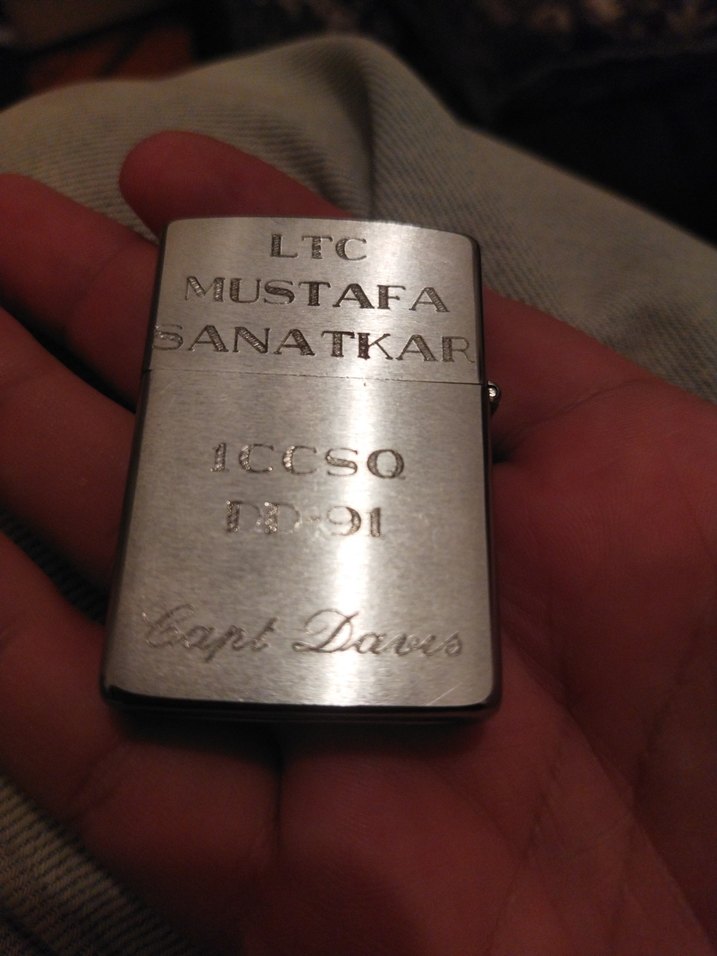 LTC
MUSTAFA
SANATKAR
1CCSQ
DD-91
Capt Davis